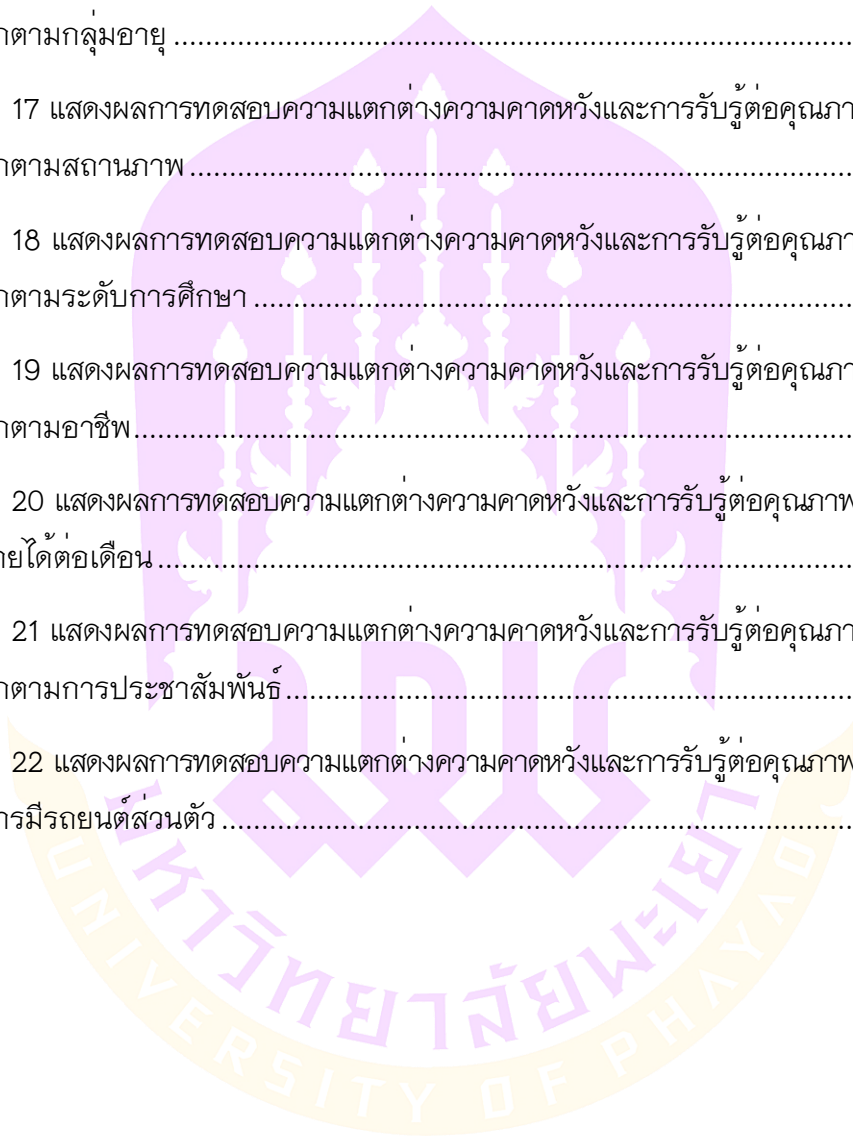 ตามกลุ่มอายุ ....................................................................................
17 แสดงผลการทดสอบความแตกต่างความคาดหวังและการรับรู้ต่อคุณภา
ตามสถานภาพ ....................................................................................
18 แสดงผลการทดสอบความแตกต่างความคาดหวังและการรับรู้ต่อคุณภา
ตามระดับการศึกษา ............................................................................
19 แสดงผลการทดสอบความแตกต่างความคาดหวังและการรับรู้ต่อคุณภา
ตามอาชีพ..........................................................................................
20 แสดงผลการทดสอบความแตกต่างความคาดหวังและการรับรู้ต่อคุณภาพ
ายได้ต่อเดือน .......................................................................................
21 แสดงผลการทดสอบความแตกต่างความคาดหวังและการรับรู้ต่อคุณภา
ตามการประชาสัมพันธ์.......................................................................
22 แสดงผลการทดสอบความแตกต่างความคาดหวังและการรับรู้ต่อคุณภาพ
ารมีรถยนต์ส่วนตัว ...............................................................................
มหาวิทยาลัยพะเยา
UNIVERSITY OF PHAYAO